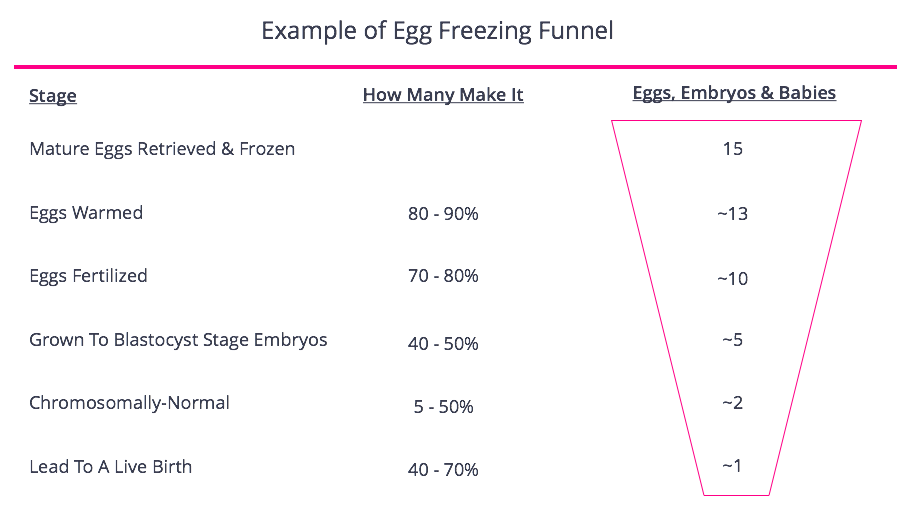 Example of Egg Freezing Funnel
Stage How Many Make It Eggs, Embryos & Babies
Mature Eggs Retrieved & Frozen 15
Eggs Warmed 80 - 90% ~13
Eggs Fertilized 70 - 80% ~10
Grown To Blastocyst Stage Embryos 40 - 50% ~5
Chromosomally-Normal 5 - 50% ~2
Lead To A Live Birth 40 - 70% ~1